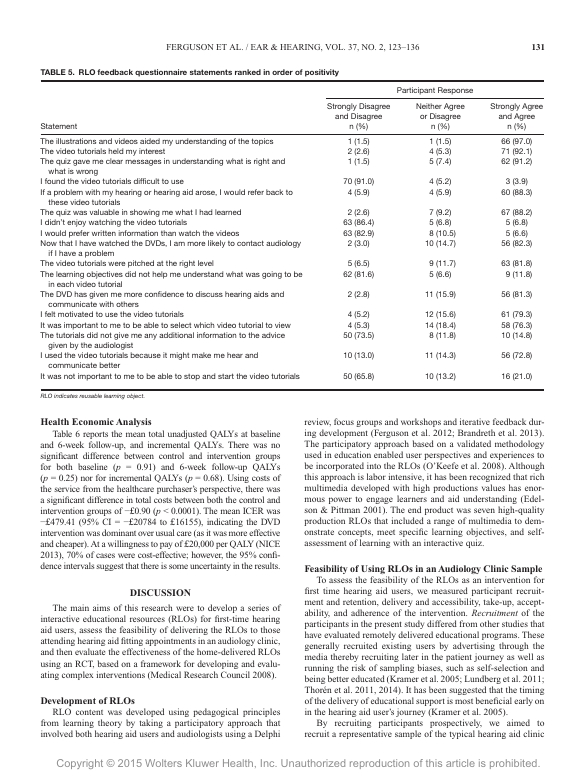 FERGUSON ET AL. / EAR & HEARING, VOL. 37, NO. 2, 123–136
131
TABLE 5. RLO feedback questionnaire statements ranked in order of positivity
Participant Response
Statement
Strongly Disagree and Disagree n (%)
Neither Agree or Disagree n (%)
Strongly Agree and Agree n (%)
The illustrations and videos aided my understanding of the topics 1 (1.5) 1 (1.5) 66 (97.0)
The video tutorials held my interest 2 (2.6) 4 (5.3) 71 (92.1)
The quiz gave me clear messages in understanding what is right and 1 (1.5) 5 (7.4) 62 (91.2)
what is wrong
I found the video tutorials difficult to use 70 (91.0) 4 (5.2) 3 (3.9)
If a problem with my hearing or hearing aid arose, I would refer back to 4 (5.9) 4 (5.9) 60 (88.3)
these video tutorials
The quiz was valuable in showing me what I had learned 2 (2.6) 7 (9.2) 67 (88.2)
I didn't enjoy watching the video tutorials 63 (86.4) 5 (6.8) 5 (6.8)
I would prefer written information than watch the videos 63 (82.9) 8 (10.5) 5 (6.6)
Now that I have watched the DVDs, I am more likely to contact audiology 2 (3.0) 10 (14.7) 56 (82.3)
if I have a problem
The video tutorials were pitched at the right level 5 (6.5) 9 (11.7) 63 (81.8)
The learning objectives did not help me understand what was going to be 62 (81.6) 5 (6.6) 9 (11.8)
in each video tutorial
The DVD has given me more confidence to discuss hearing aids and 2 (2.8) 11 (15.9) 56 (81.3)
communicate with others
I felt motivated to use the video tutorials 4 (5.2) 12 (15.6) 61 (79.3)
It was important to me to be able to select which video tutorial to view 4 (5.3) 14 (18.4) 58 (76.3)
The tutorials did not give me any additional information to the advice 50 (73.5) 8 (11.8) 10 (14.8)
given by the audiologist
I used the video tutorials because it might make me hear and 10 (13.0) 11 (14.3) 56 (72.8)
communicate better
It was not important to me to be able to stop and start the video tutorials 50 (65.8) 10 (13.2) 16 (21.0)
RLO indicates reusable learning object.
Health Economic Analysis
Table 6 reports the mean total unadjusted QALYs at baseline
and 6-week follow-up, and incremental QALYs. There was no
significant difference between control and intervention groups
for both baseline (p = 0.91) and 6-week follow-up QALYs
(p = 0.25) nor for incremental QALYs (p = 0.68). Using costs of
the service from the healthcare purchaser's perspective, there was
a significant difference in total costs between both the control and
intervention groups of −£0.90 (p < 0.0001). The mean ICER was
−£479.41 (95% CI = −£20784 to £16155), indicating the DVD
intervention was dominant over usual care (as it was more effective
and cheaper). At a willingness to pay of £20,000 per QALY (NICE
2013), 70% of cases were cost-effective; however, the 95% confi-
dence intervals suggest that there is some uncertainty in the results.
DISCUSSION
The main aims of this research were to develop a series of
interactive educational resources (RLOs) for first-time hearing
aid users, assess the feasibility of delivering the RLOs to those
attending hearing aid fitting appointments in an audiology clinic,
and then evaluate the effectiveness of the home-delivered RLOs
using an RCT, based on a framework for developing and evalu-
ating complex interventions (Medical Research Council 2008).
Development of RLOs
RLO content was developed using pedagogical principles
from learning theory by taking a participatory approach that
involved both hearing aid users and audiologists using a Delphi
review, focus groups and workshops and iterative feedback dur-
ing development (Ferguson et al. 2012; Brandreth et al. 2013).
The participatory approach based on a validated methodology
used in education enabled user perspectives and experiences to
be incorporated into the RLOs (O'Keefe et al. 2008). Although
this approach is labor intensive, it has been recognized that rich
multimedia developed with high productions values has enor-
mous power to engage learners and aid understanding (Edel-
son & Pittman 2001). The end product was seven high-quality
production RLOs that included a range of multimedia to dem-
onstrate concepts, meet specific learning objectives, and self-
assessment of learning with an interactive quiz.
Feasibility of Using RLOs in an Audiology Clinic Sample
To assess the feasibility of the RLOs as an intervention for
first time hearing aid users, we measured participant recruit-
ment and retention, delivery and accessibility, take-up, accept-
ability, and adherence of the intervention. Recruitment of the
participants in the present study differed from other studies that
have evaluated remotely delivered educational programs. These
generally recruited existing users by advertising through the
media thereby recruiting later in the patient journey as well as
running the risk of sampling biases, such as self-selection and
being better educated (Kramer et al. 2005; Lundberg et al. 2011;
Thorén et al. 2011, 2014). It has been suggested that the timing
of the delivery of educational support is most beneficial early on
in the hearing aid user's journey (Kramer et al. 2005).
By recruiting participants prospectively, we aimed to
recruit a representative sample of the typical hearing aid clinic
Copyright © 2015 Wolters Kluwer Health, Inc. Unauthorized reproduction of this article is prohibited.